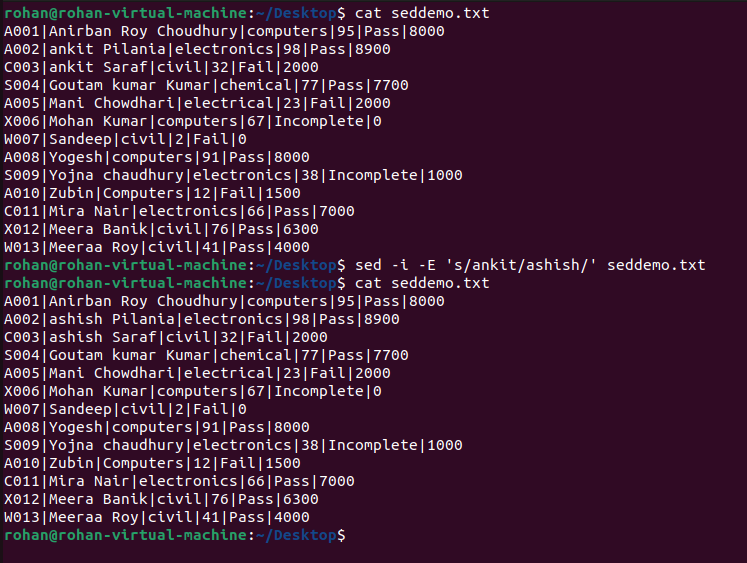 rohan@rohan-virtual-machine:~/Desktop$ cat seddemo.txt
A001|Anirban Roy Choudhury|computers|95|Pass|8000
A002|ankit Pilania|electronics|98|Pass|8900
C003|ankit Saraf|civil|32|Fail|2000
S004|Goutam kumar Kumar|chemical|77|Pass|7700
A005|Mani Chowdhari|electrical|23|Fail|2000
X006|Mohan Kumar|computers|67|Incomplete|0
W007|Sandeep|civil|2|Fail|0
A008|Yogesh|computers|91|Pass|8000
S009|Yojna chaudhury|electronics|38|Incomplete|1000
A010|Zubin|Computers|12|Fail|1500
C011|Mira Nair|electronics|66|Pass|7000
X012|Meera Banik|civil|76|Pass|6300
W013|Meeraa Roy|civil|41|Pass|4000
rohan@rohan-virtual-machine:~/Desktop$ sed -i -E 's/ankit/ashish/' seddemo.txt
rohan@rohan-virtual-machine:~/Desktop$ cat seddemo.txt
A001|Anirban Roy Choudhury|computers|95|Pass|8000
A002|ashish Pilania|electronics|98|Pass|8900
C003|ashish Saraf|civil|32|Fail|2000
S004|Goutam kumar Kumar|chemical|77|Pass|7700
A005|Mani Chowdhari|electrical|23|Fail|2000
X006|Mohan Kumar|computers|67|Incomplete|0
W007|Sandeep|civil|2|Fail|0
A008|Yogesh|computers|91|Pass|8000
S009|Yojna chaudhury|electronics|38|Incomplete|1000
A010|Zubin|Computers|12|Fail|1500
C011|Mira Nair|electronics|66|Pass|7000
X012|Meera Banik|civil|76|Pass|6300
W013|Meeraa Roy|civil|41|Pass|4000
rohan@rohan-virtual-machine:~/Desktop$